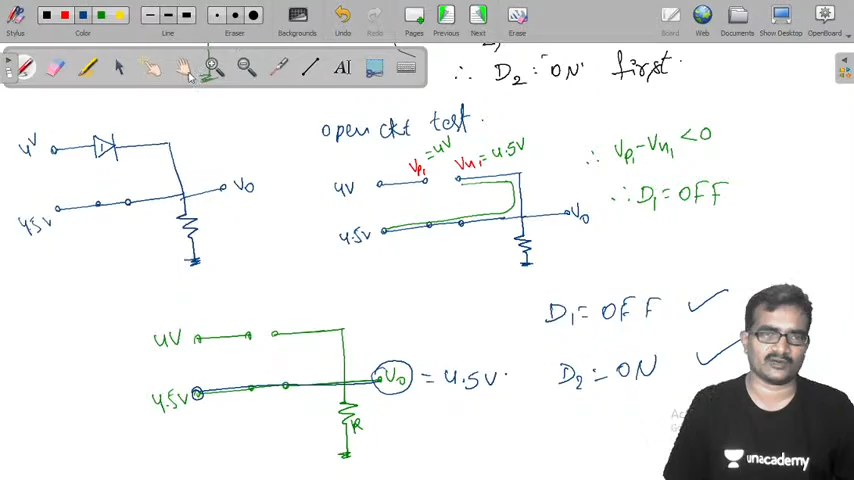 Stylus
Color
Line
Eraser
Backgrounds
Undo
Redo
Pages
Previous
Next
Erase
Board
Web
Documents
Show Desktop
OpenBoard
∴ D2 : ON first.
open ckt test.
4V
4.5V
V0
4V
Vp1 = 4V
Vn1 = 4.5V
4.5V
V0
∴ Vp1 - Vn1 < 0
∴ D1 = OFF
4V
4.5V
V0 = 4.5V.
R
D1 = OFF ✓
D2 = ON ✓
unacademy